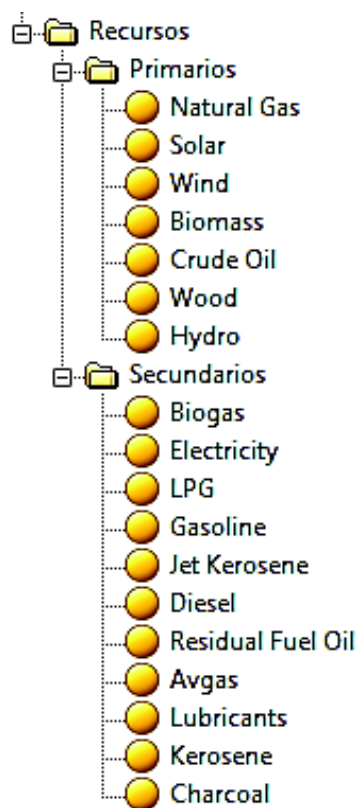 Recursos
Primarios
Natural Gas
Solar
Wind
Biomass
Crude Oil
Wood
Hydro
Secundarios
Biogas
Electricity
LPG
Gasoline
Jet Kerosene
Diesel
Residual Fuel Oil
Avgas
Lubricants
Kerosene
Charcoal